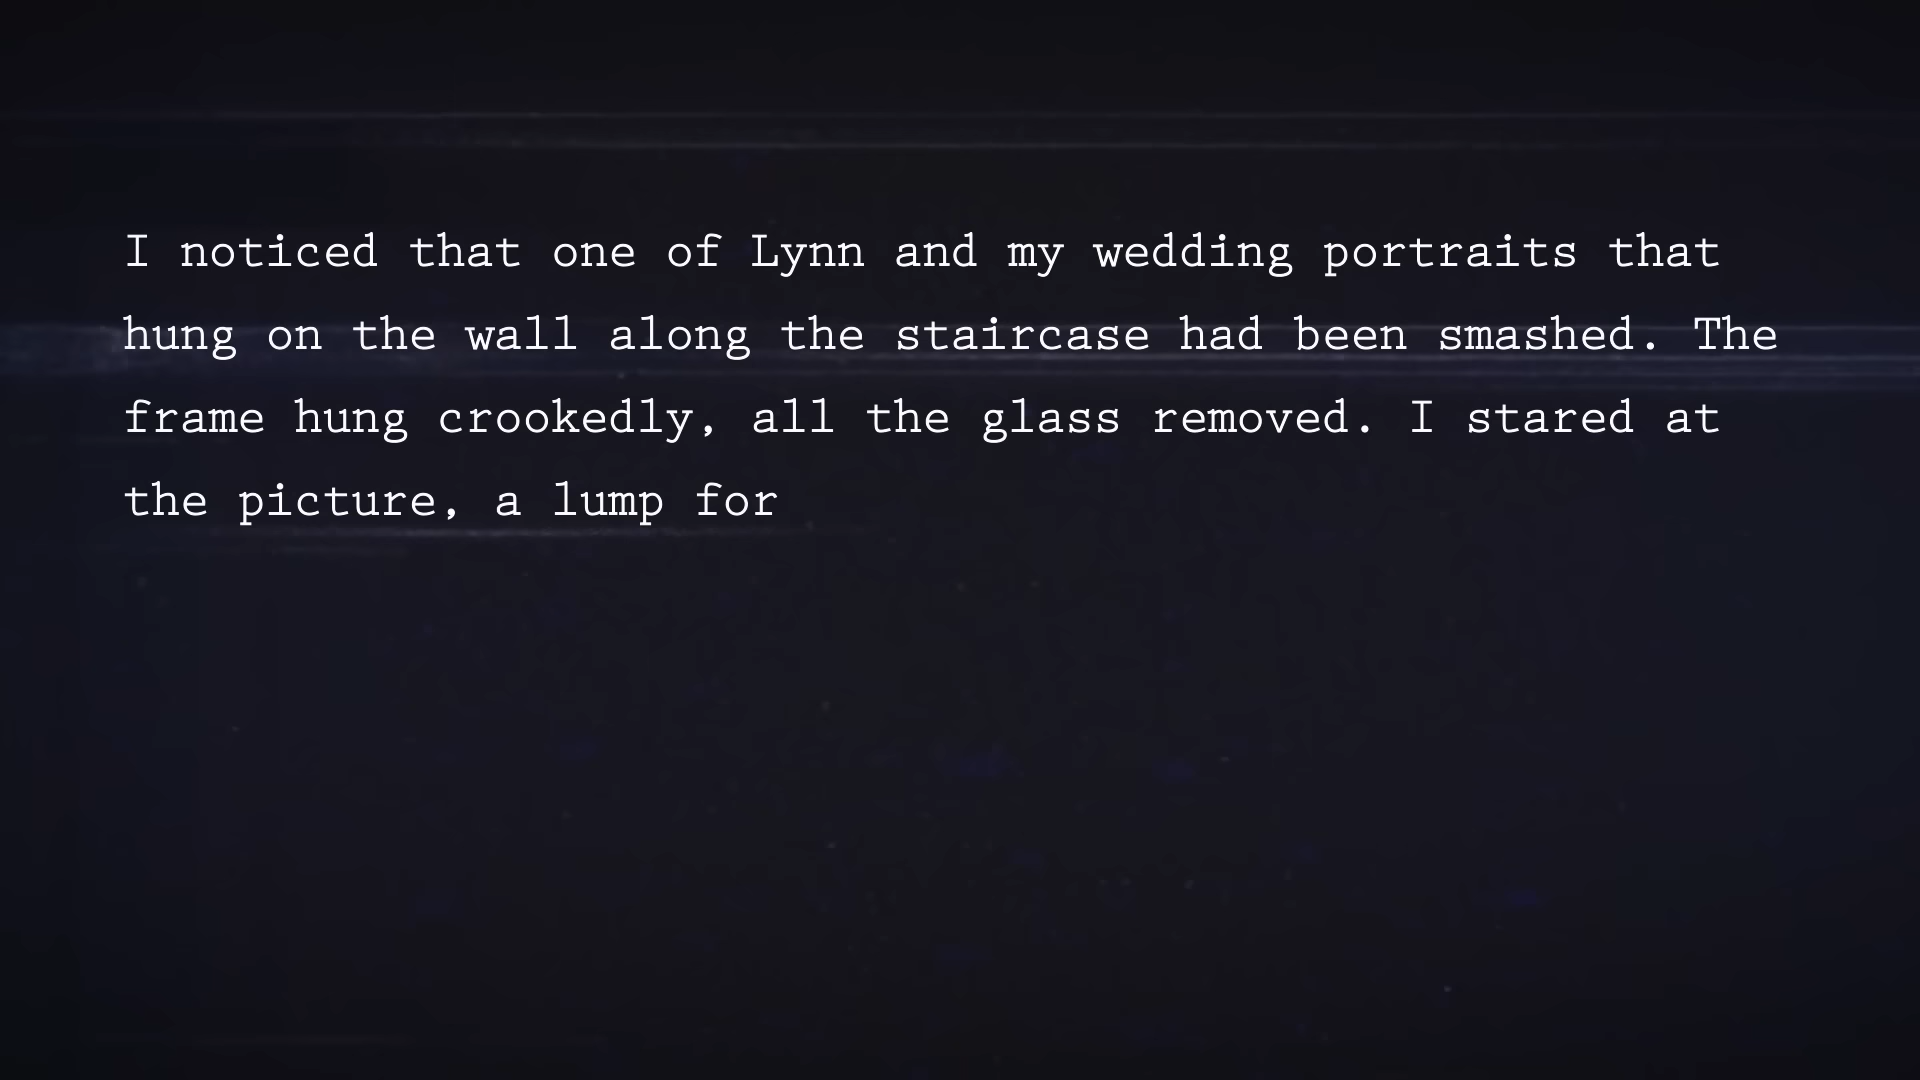 I noticed that one of Lynn and my wedding portraits that
hung on the wall along the staircase had been smashed. The
frame hung crookedly, all the glass removed. I stared at
the picture, a lump for